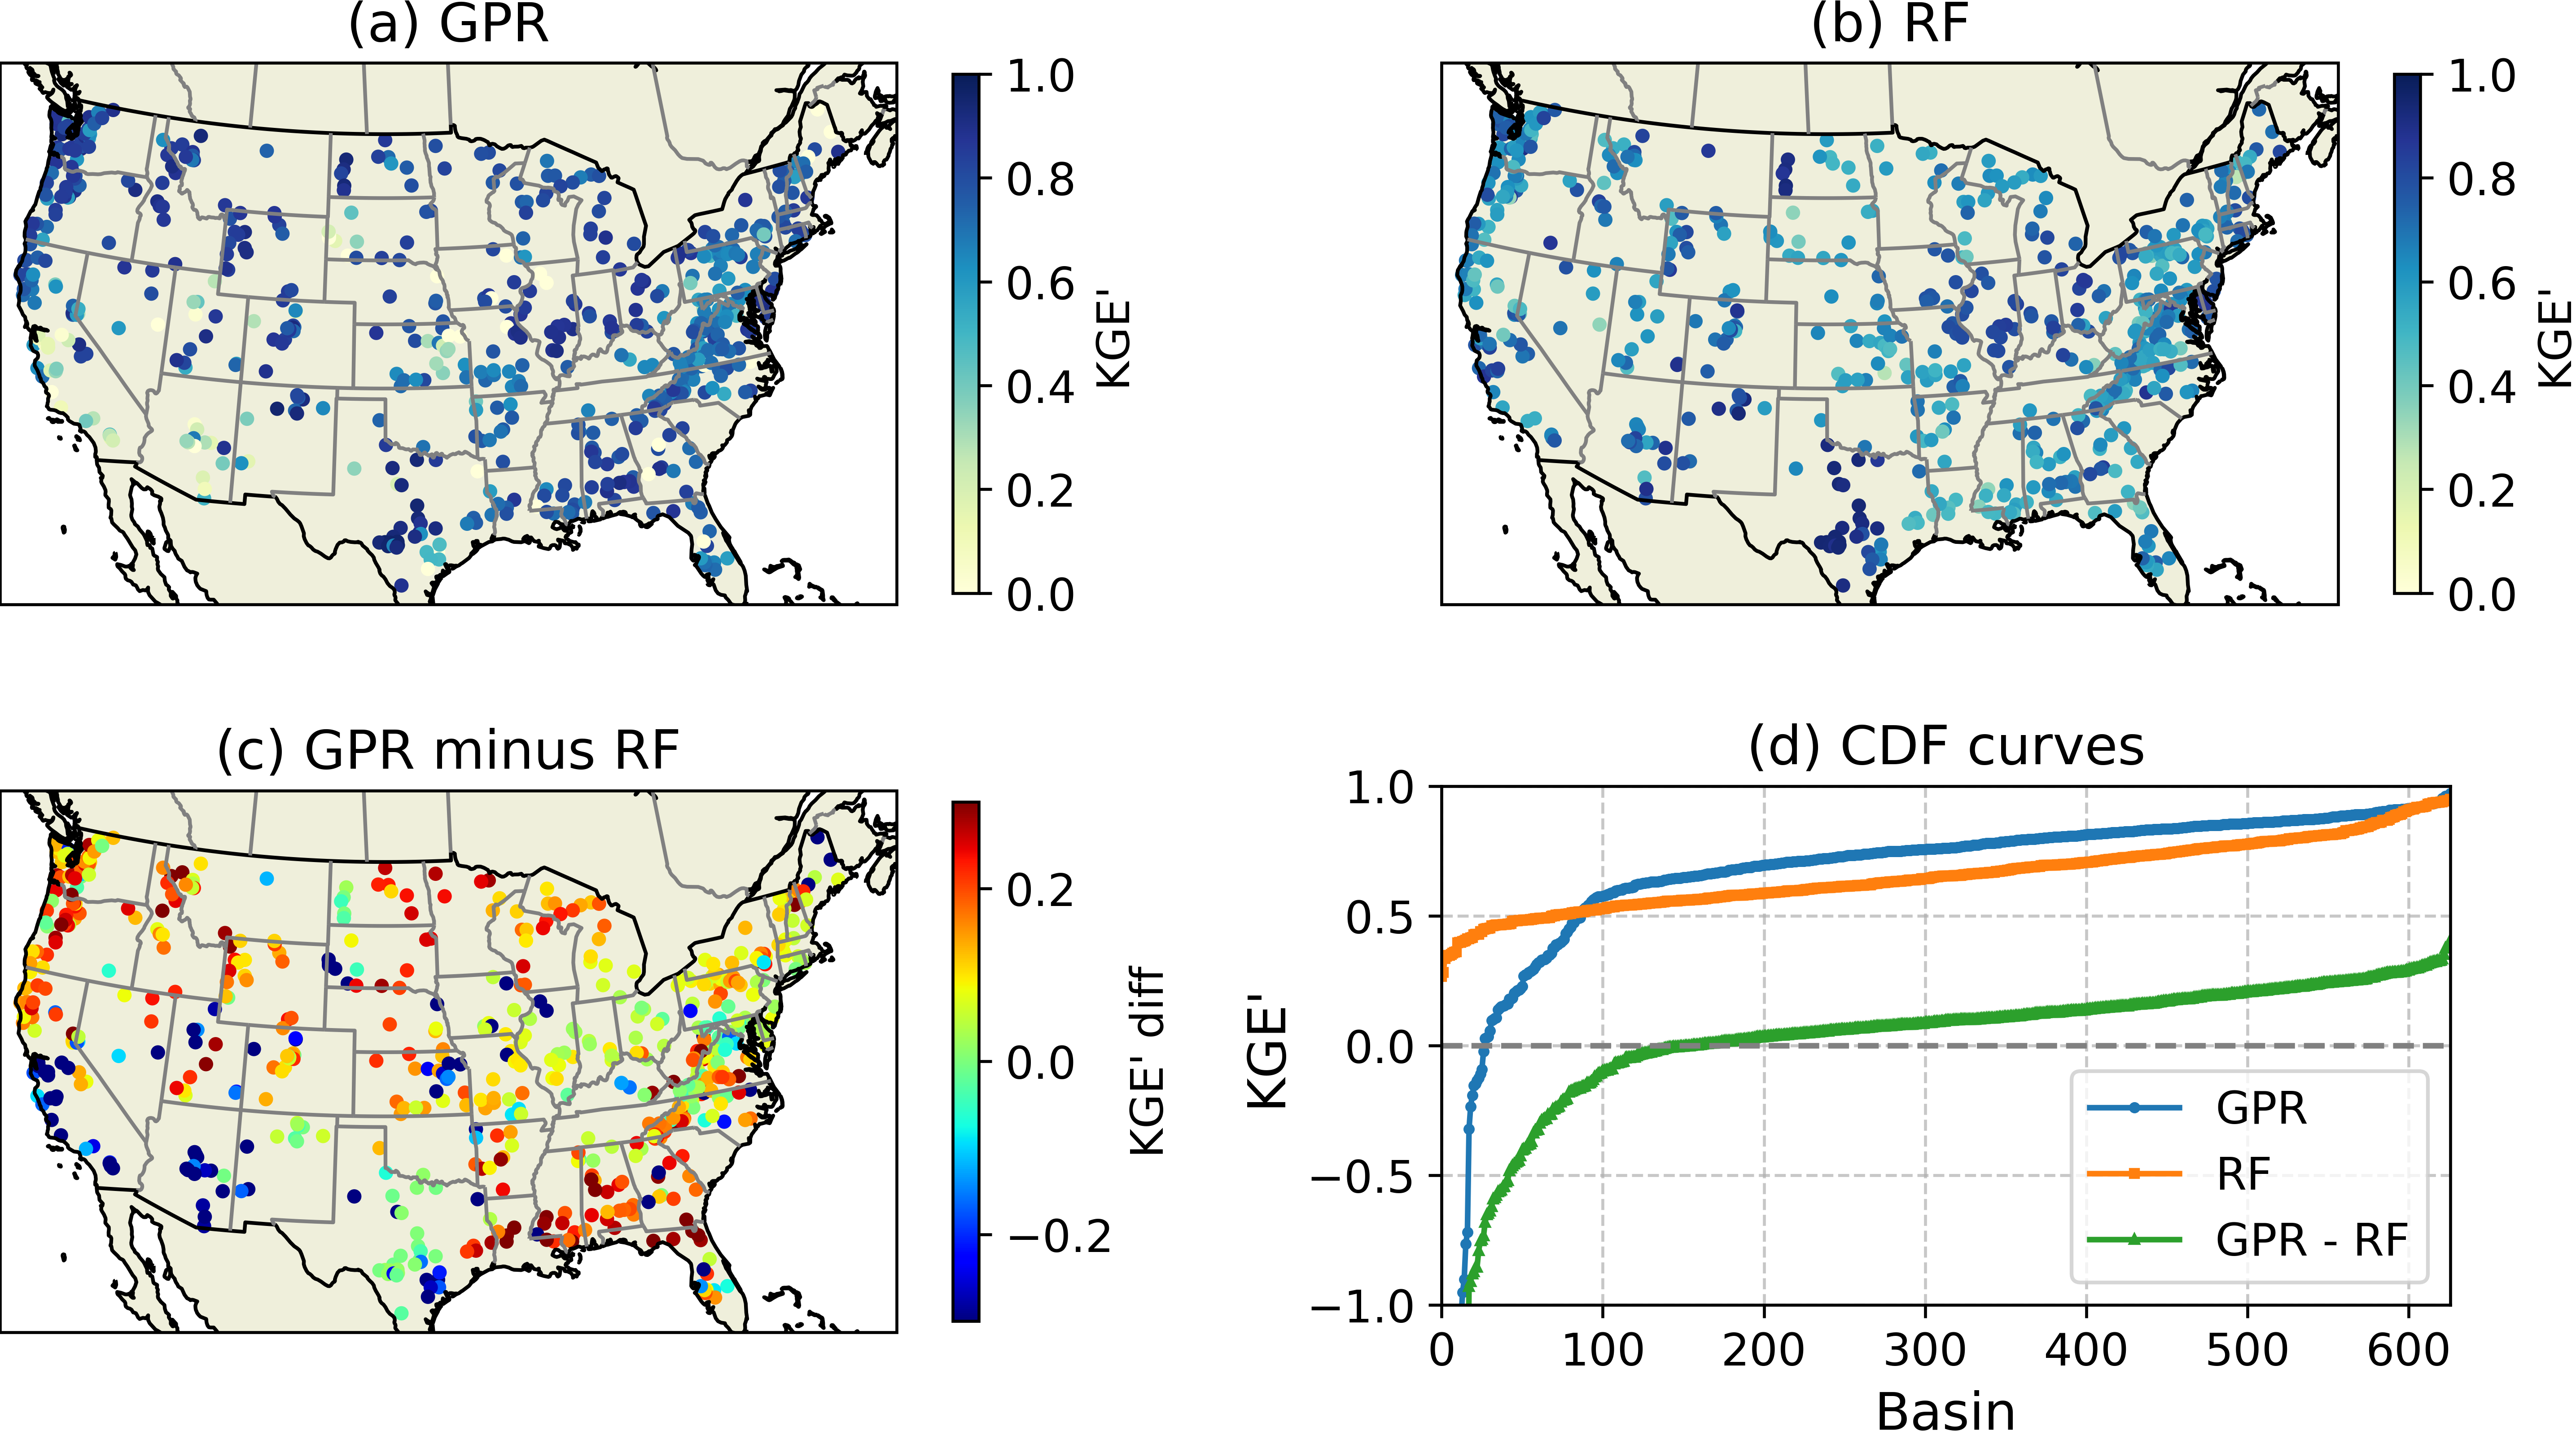 (a) GPR
1.0
0.8
0.6
0.4
0.2
0.0
KGE'
(b) RF
1.0
0.8
0.6
0.4
0.2
0.0
KGE'
(c) GPR minus RF
0.2
0.0
−0.2
KGE' diff
(d) CDF curves
1.0
0.5
0.0
−0.5
−1.0
KGE'
GPR
RF
GPR - RF
0 100 200 300 400 500 600
Basin